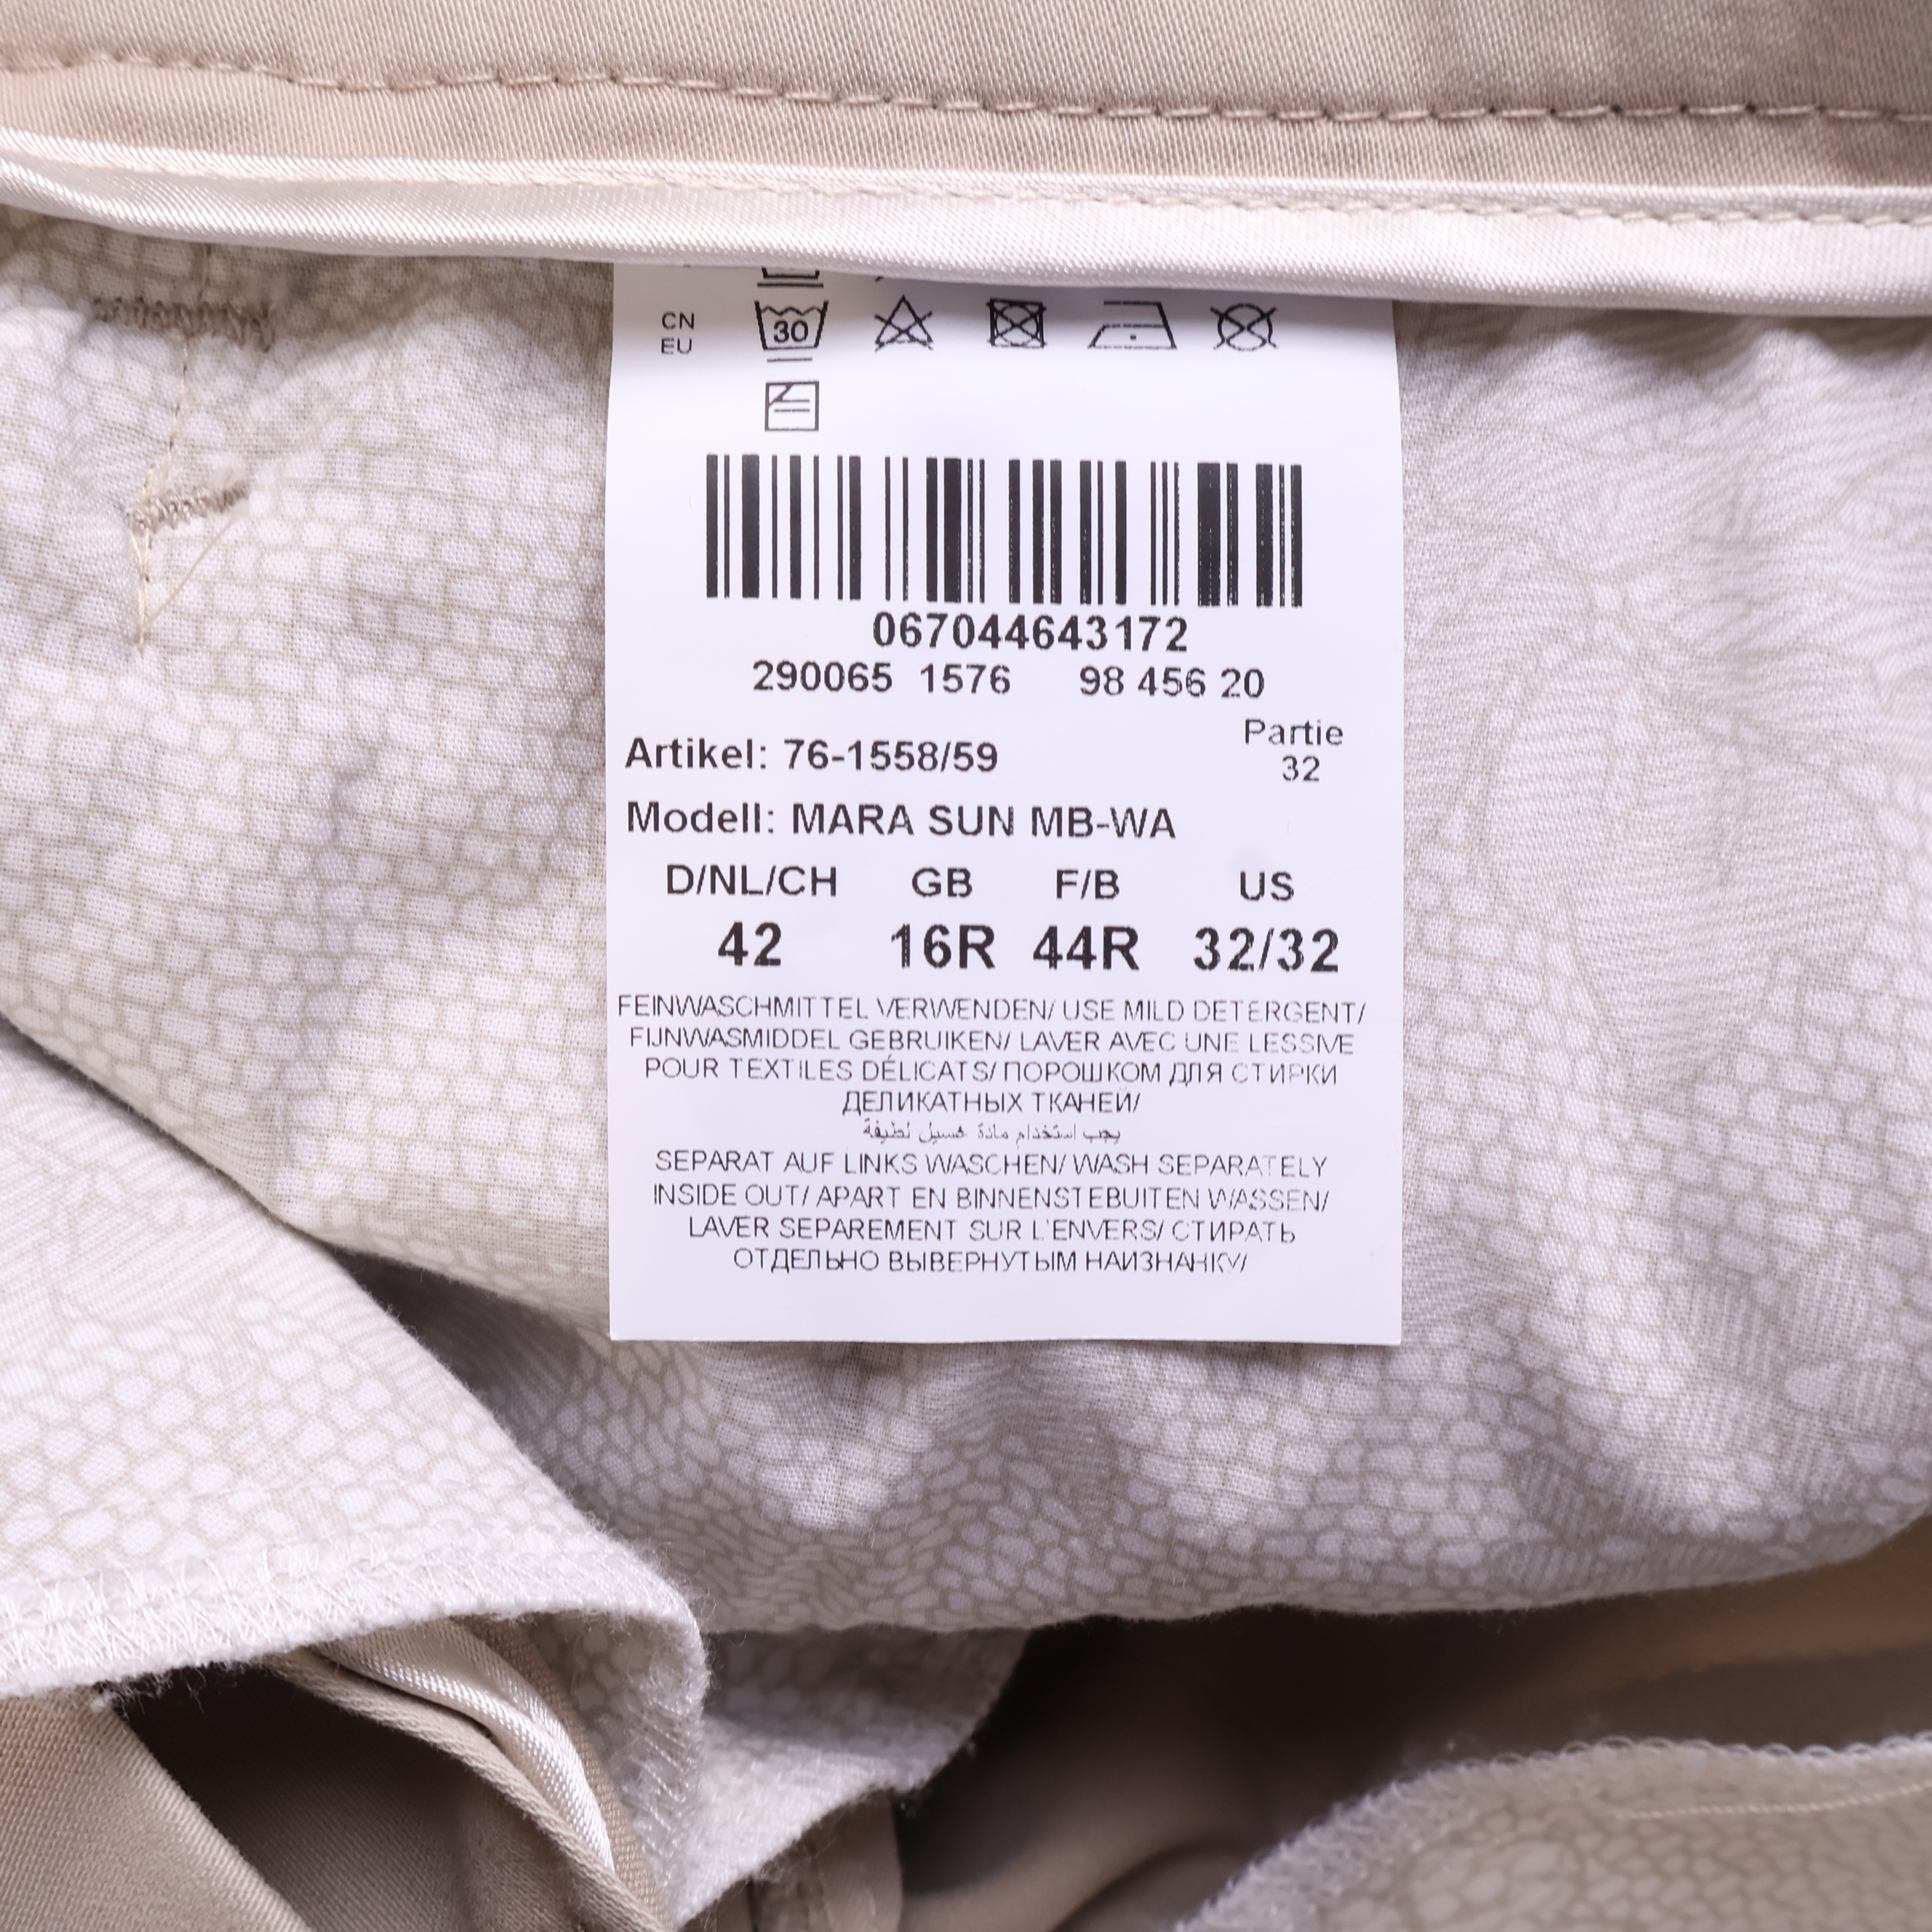 CN
EU
30
067044643172
290065 1576 98 456 20
Partie
32
Artikel: 76-1558/59
Modell: MARA SUN MB-WA
D/NL/CH GB F/B US
42 16R 44R 32/32
FEINWASCHMITTEL VERWENDEN/ USE MILD DETERGENT/
FIJNWASMIDDEL GEBRUIKEN/ LAVER AVEC UNE LESSIVE
POUR TEXTILES DÉLICATS/ ПОРОШКОМ ДЛЯ СТИРКИ
ДЕЛИКАТНЫХ ТКАНЕЙ/
يجب استخدام مادة غسيل لطيفة
SEPARAT AUF LINKS WASCHEN/ WASH SEPARATELY
INSIDE OUT/ APART EN BINNENSTEBUITEN WASSEN/
LAVER SEPAREMENT SUR L'ENVERS/ СТИРАТЬ
ОТДЕЛЬНО ВЫВЕРНУТЫМ НАИЗНАНКУ/